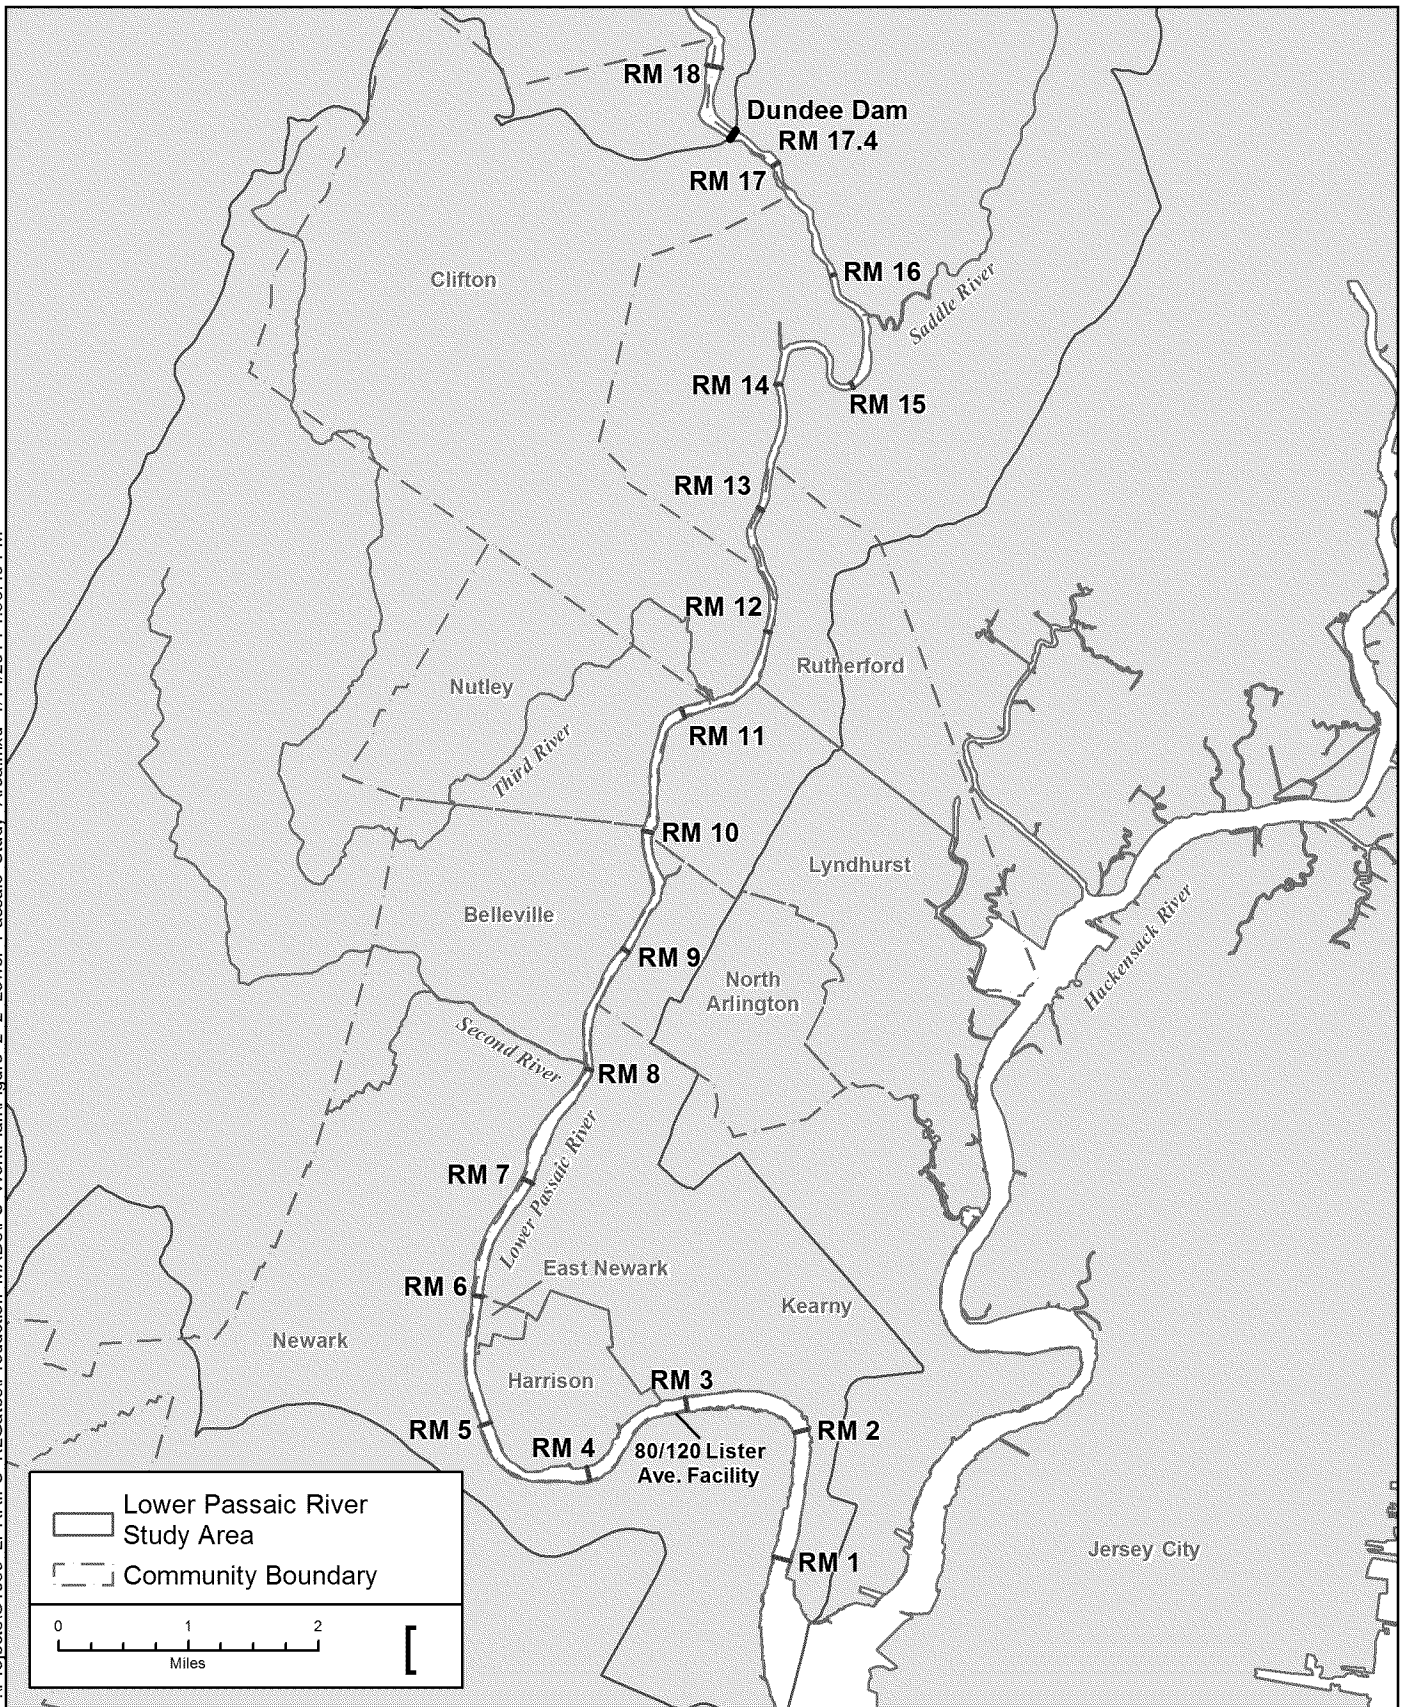 RM 18
Dundee Dam
RM 17.4
RM 17
Clifton
RM 16
Saddle River
RM 14
RM 15
RM 13
RM 12
Rutherford
Nutley
RM 11
Third River
RM 10
Lyndhurst
Belleville
Hackensack River
RM 9
North
Arlington
Second River
RM 8
Lower Passaic River
RM 7
East Newark
RM 6
Kearny
Newark
Harrison
RM 3
RM 5
RM 2
RM 4
80/120 Lister
Ave. Facility
Lower Passaic River
Study Area
Community Boundary
Jersey City
RM 1
0 1 2
Miles